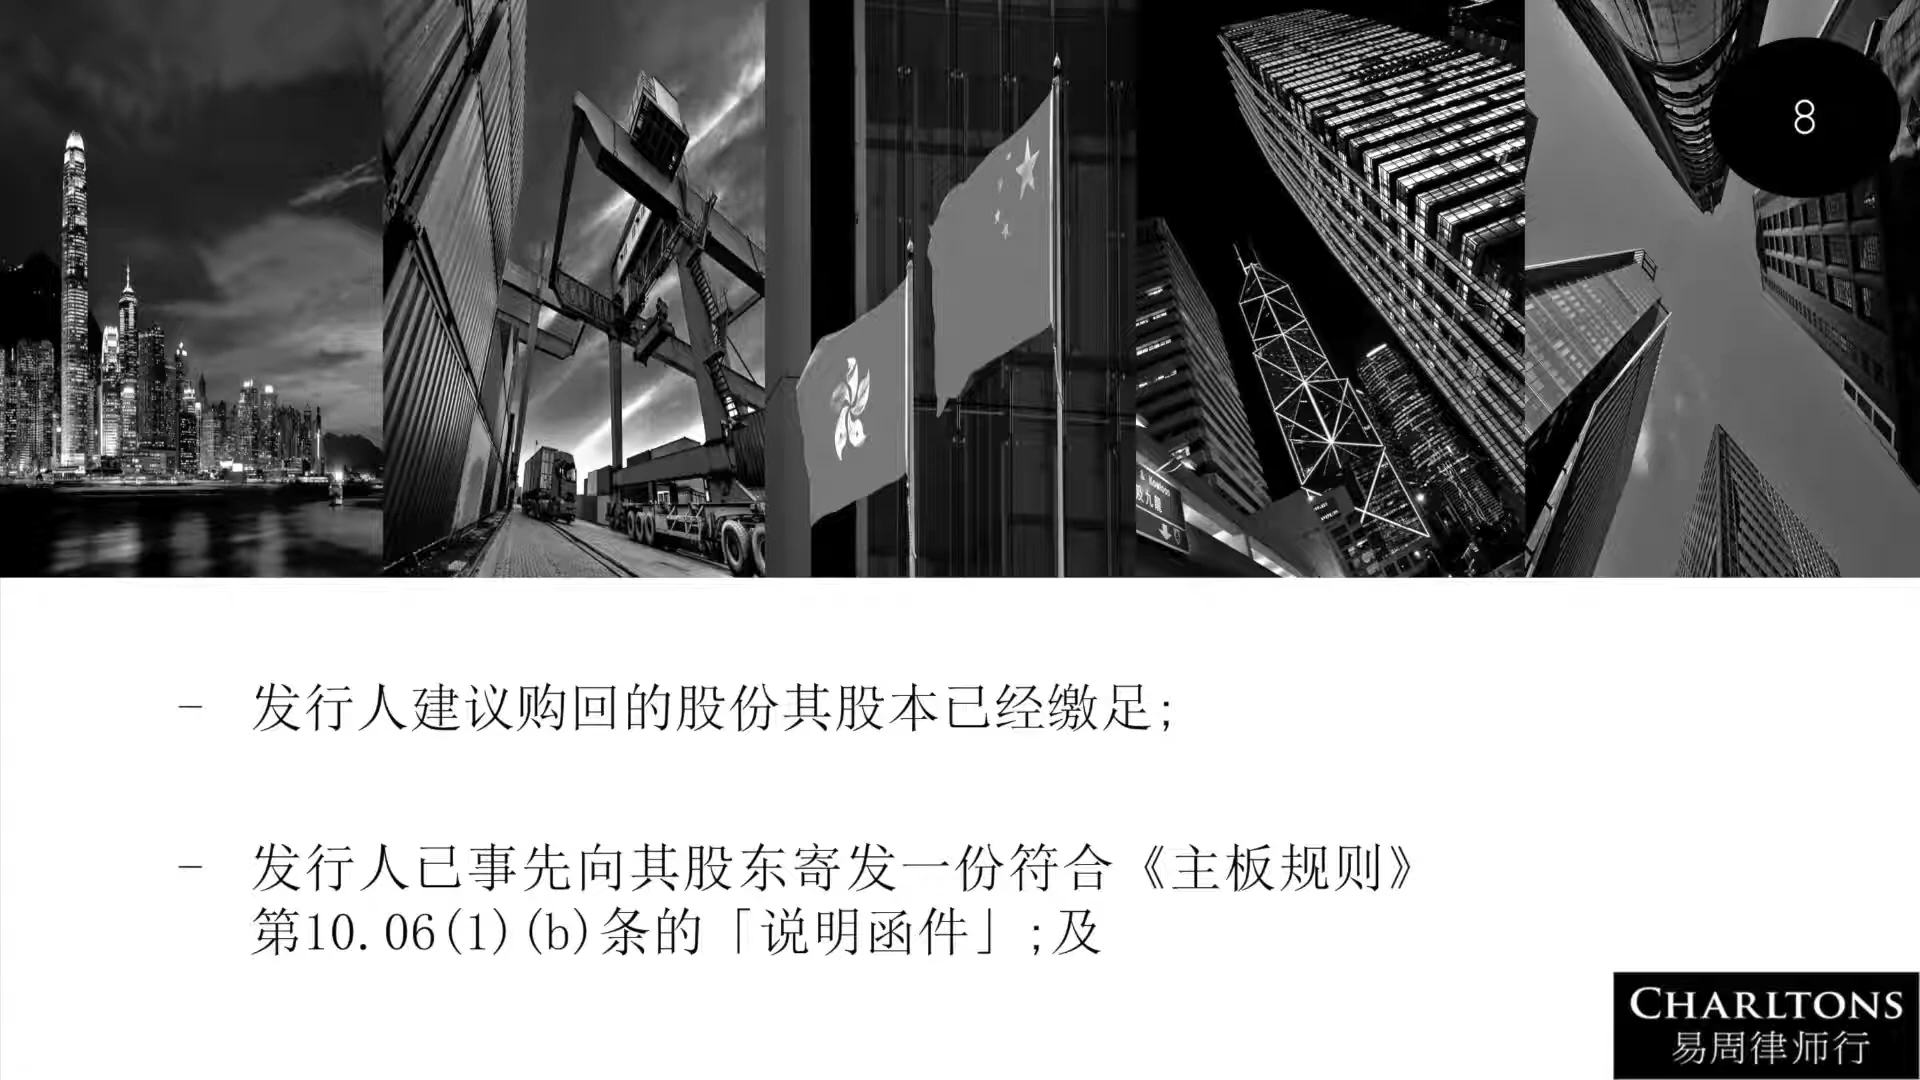 8
– 发行人建议购回的股份其股本已经缴足;
– 发行人已事先向其股东寄发一份符合《主板规则》
第10.06(1)(b)条的「说明函件」;及
CHARLTONS
易周律师行